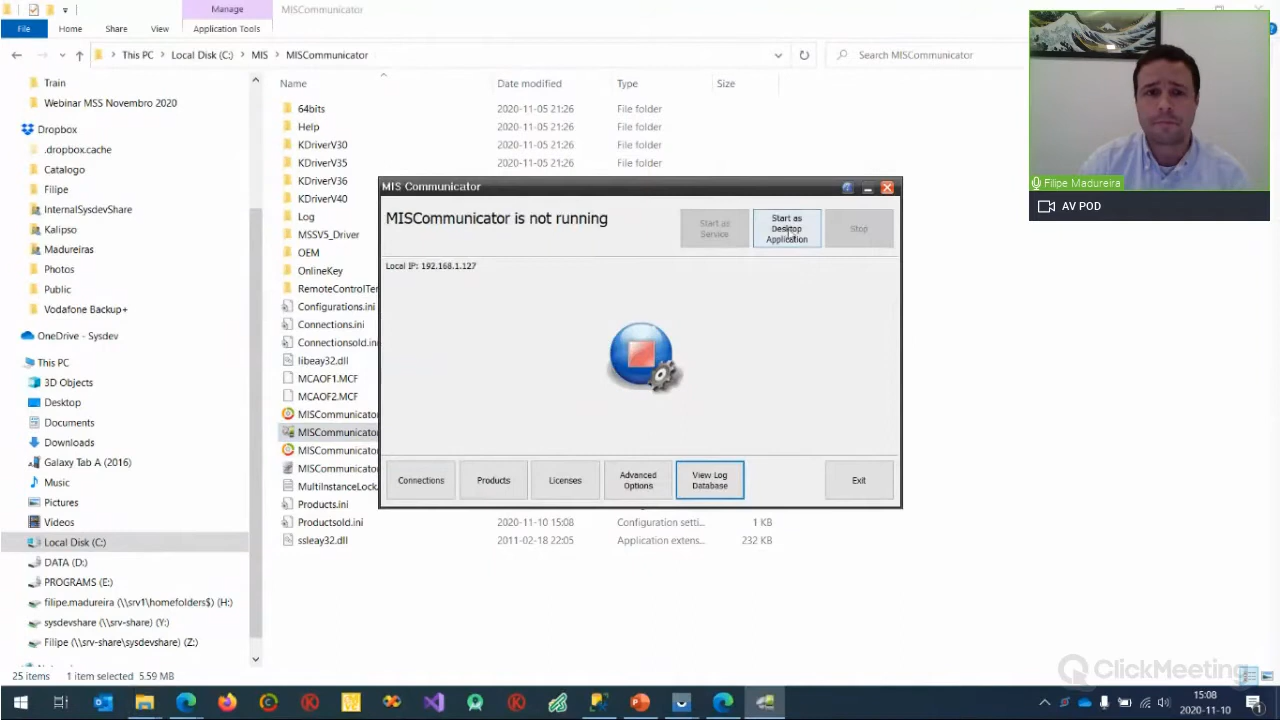 Manage
MISCommunicator
File
Home
Share
View
Application Tools
This PC
Local Disk (C:)
MIS
MISCommunicator
Search MISCommunicator
Train
Webinar MSS Novembro 2020
Dropbox
.dropbox.cache
Catalogo
Filipe
InternalSysdevShare
Kalipso
Madureiras
Photos
Public
Vodafone Backup+
OneDrive - Sysdev
This PC
3D Objects
Desktop
Documents
Downloads
Galaxy Tab A (2016)
Music
Pictures
Videos
Local Disk (C:)
DATA (D:)
PROGRAMS (E:)
filipe.madureira (\\srv1\homefolders$) (H:)
sysdevshare (\\srv-share) (Y:)
Filipe (\\srv-share\sysdevshare) (Z:)
Name
Date modified
Type
Size
64bits 2020-11-05 21:26 File folder
Help 2020-11-05 21:26 File folder
KDriverV30 2020-11-05 21:26 File folder
KDriverV35 2020-11-05 21:26 File folder
KDriverV36
KDriverV40
Log
MSSV5_Driver
OEM
OnlineKey
RemoteControlTer
Configurations.ini
Connections.ini
Connectionsold.in
libeay32.dll
MCAOF1.MCF
MCAOF2.MCF
MISCommunicator
MISCommunicator
MISCommunicator
MISCommunicator
MultiInstanceLock.
Products.ini
Productsold.ini 2020-11-10 15:08 Configuration setti... 1 KB
ssleay32.dll 2011-02-18 22:05 Application extens... 232 KB
MIS Communicator
MISCommunicator is not running
Start as
Service
Start as
Desktop
Application
Stop
Local IP: 192.168.1.127
Connections
Products
Licenses
Advanced
Options
View Log
Database
Exit
Filipe Madureira
AV POD
25 items
1 item selected 5.59 MB
ClickMeeting
15:08
2020-11-10
1